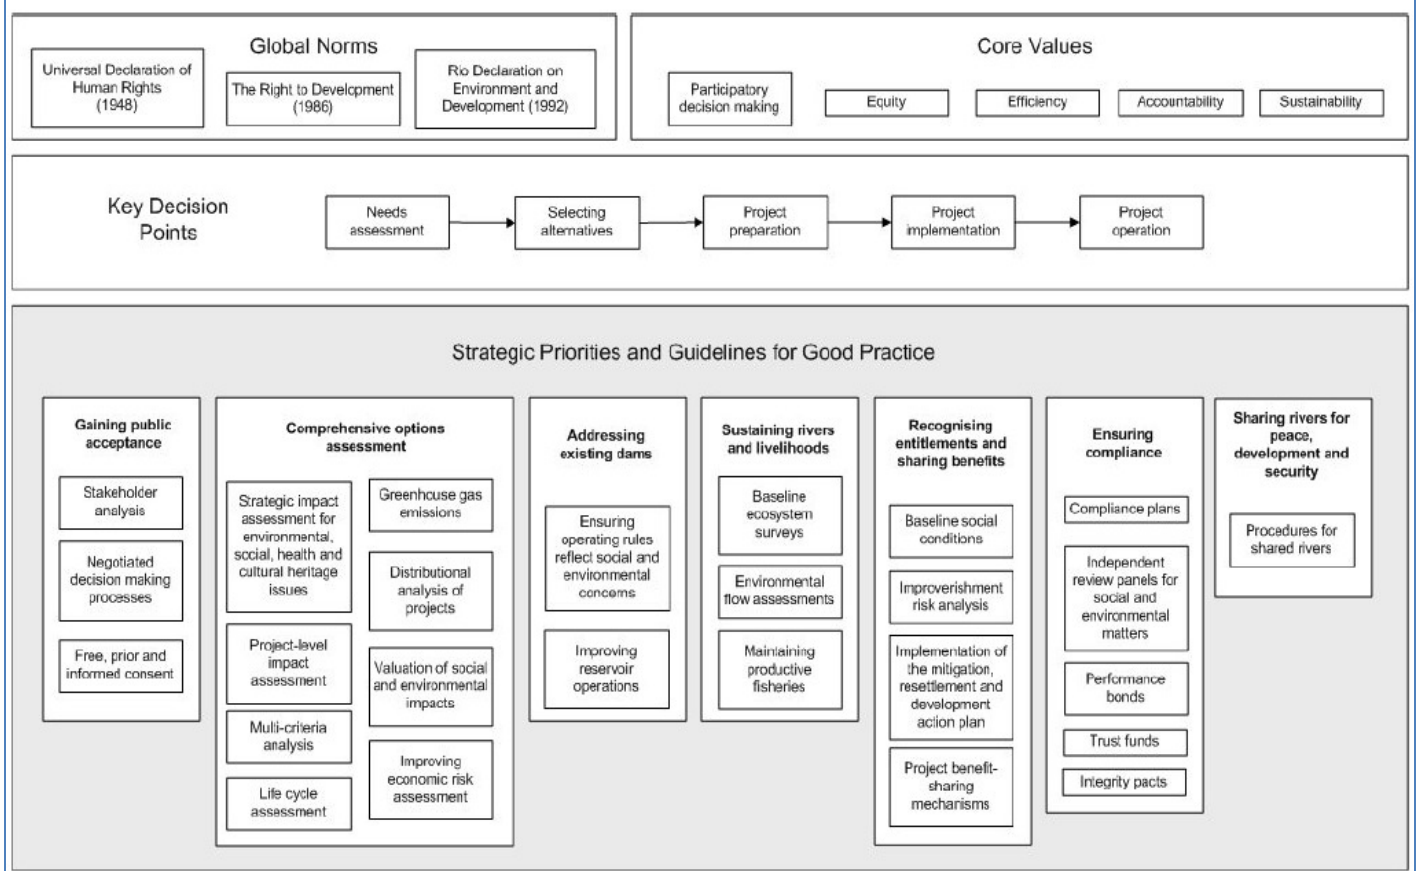 Global Norms
Universal Declaration of
Human Rights
(1948)
The Right to Development
(1986)
Rio Declaration on
Environment and
Development (1992)
Core Values
Participatory
decision making
Equity
Efficiency
Accountability
Sustainability
Key Decision
Points
Needs
assessment
Selecting
alternatives
Project
preparation
Project
implementation
Project
operation
Strategic Priorities and Guidelines for Good Practice
Gaining public
acceptance
Stakeholder
analysis
Negotiated
decision making
processes
Free, prior and
informed consent
Comprehensive options
assessment
Strategic impact
assessment for
environmental,
social, health and
cultural heritage
issues
Project-level
impact
assessment
Multi-criteria
analysis
Life cycle
assessment
Greenhouse gas
emissions
Distributional
analysis of
projects
Valuation of social
and environmental
impacts
Improving
economic risk
assessment
Addressing
existing dams
Ensuring
operating rules
reflect social and
environmental
concerns
Improving
reservoir
operations
Sustaining rivers
and livelihoods
Baseline
ecosystem
surveys
Environmental
flow assessments
Maintaining
productive
fisheries
Recognising
entitlements and
sharing benefits
Baseline social
conditions
Improverishment
risk analysis
Implementation of
the mitigation,
resettlement and
development
action plan
Project benefit-
sharing
mechanisms
Ensuring
compliance
Compliance plans
Independent
review panels for
social and
environmental
matters
Performance
bonds
Trust funds
Integrity pacts
Sharing rivers for
peace,
development and
security
Procedures for
shared rivers